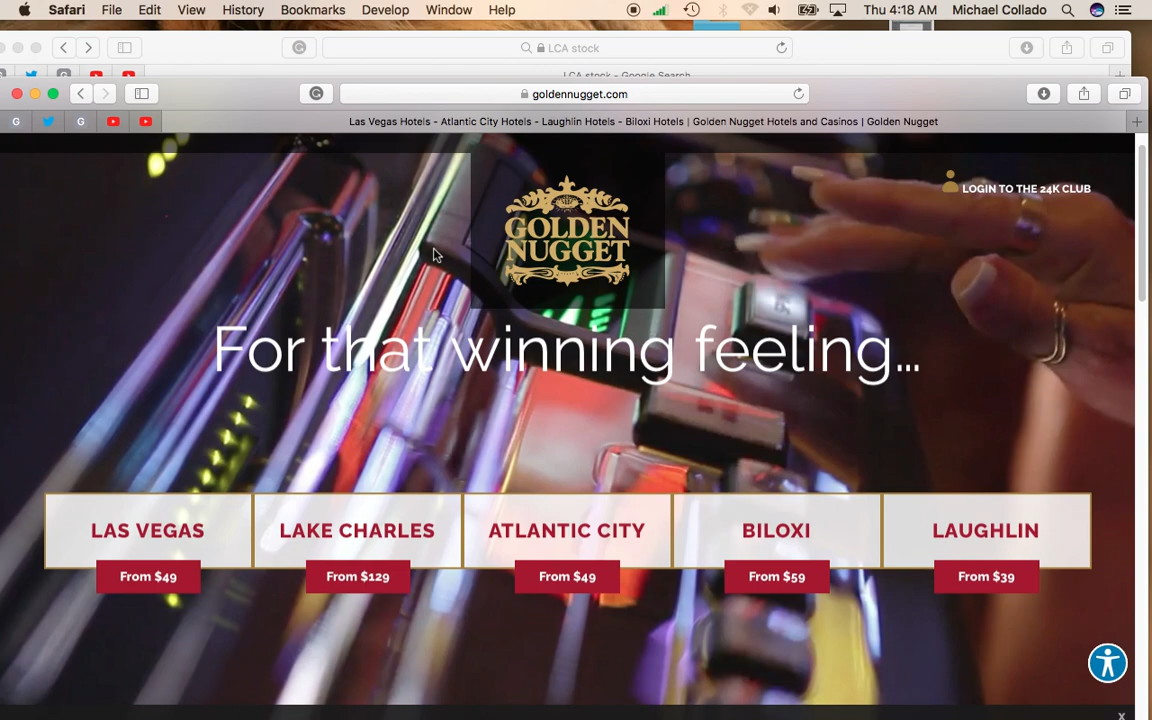 Safari File Edit View History Bookmarks Develop Window Help Thu 4:18 AM Michael Collado
LCA stock
LCA stock - Google Search
goldennugget.com
G G Las Vegas Hotels - Atlantic City Hotels - Laughlin Hotels - Biloxi Hotels | Golden Nugget Hotels and Casinos | Golden Nugget
LOGIN TO THE 24K CLUB
GOLDEN
NUGGET
For that winning feeling...
LAS VEGAS LAKE CHARLES ATLANTIC CITY BILOXI LAUGHLIN
From $49 From $129 From $49 From $59 From $39
x